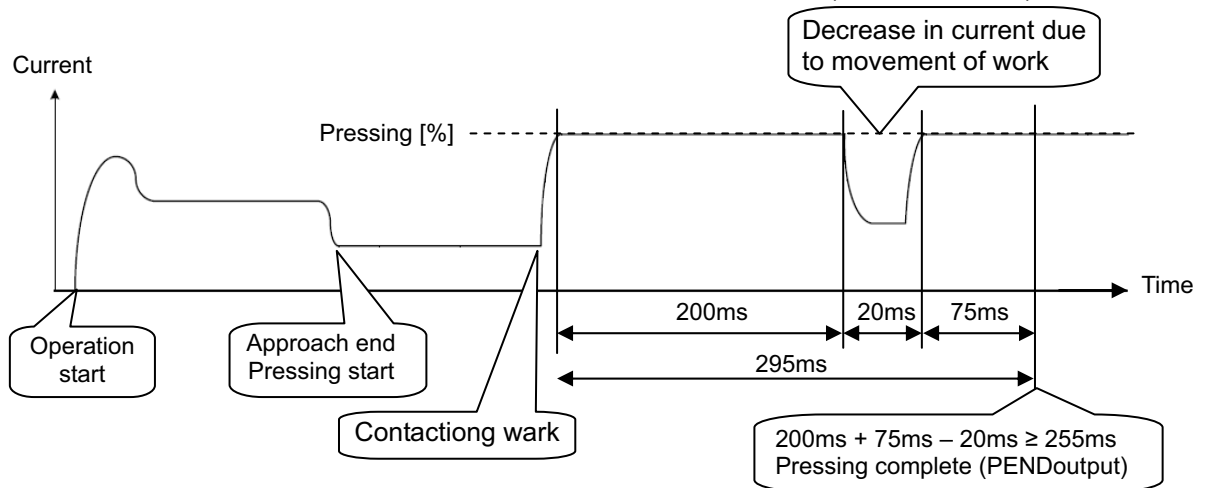 Decrease in current due
to movement of work
Current
Pressing [%]
Time
200ms
20ms
75ms
295ms
Operation
start
Approach end
Pressing start
Contactiong wark
200ms + 75ms – 20ms ≥ 255ms
Pressing complete (PENDoutput)